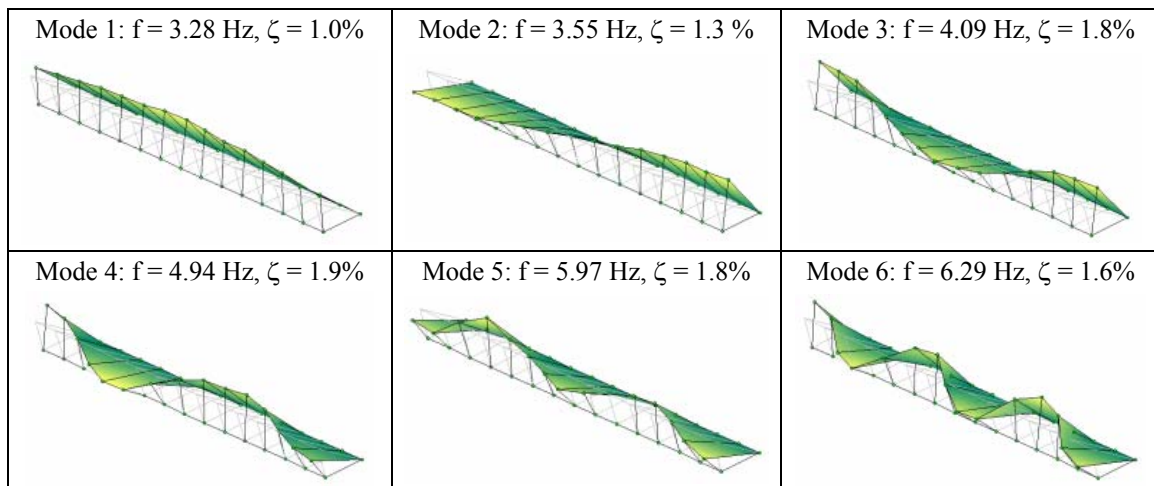 Mode 1: f = 3.28 Hz, ζ = 1.0%
Mode 2: f = 3.55 Hz, ζ = 1.3 %
Mode 3: f = 4.09 Hz, ζ = 1.8%
Mode 4: f = 4.94 Hz, ζ = 1.9%
Mode 5: f = 5.97 Hz, ζ = 1.8%
Mode 6: f = 6.29 Hz, ζ = 1.6%